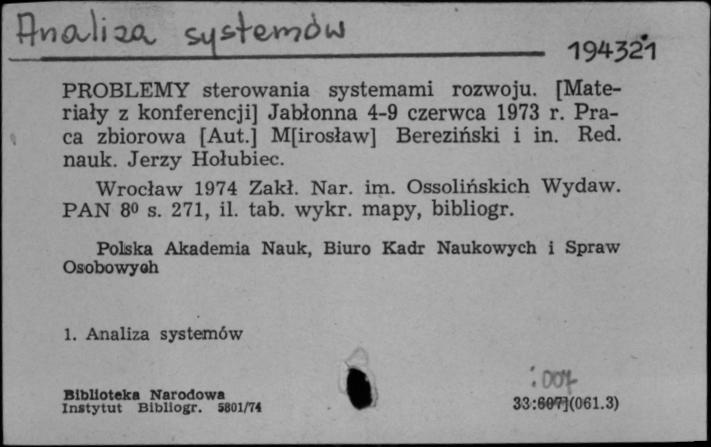 Analiza systemów
194321
PROBLEMY sterowania systemami rozwoju. [Mate-
riały z konferencji] Jabłonna 4-9 czerwca 1973 r. Pra-
ca zbiorowa [Aut.] M[irosław] Bereziński i in. Red.
nauk. Jerzy Hołubiec.
Wrocław 1974 Zakł. Nar. im. Ossolińskich Wydaw.
PAN 8⁰ s. 271, il. tab. wykr. mapy, bibliogr.
Polska Akademia Nauk, Biuro Kadr Naukowych i Spraw
Osobowych
1. Analiza systemów
:007
Biblioteka Narodowa
Instytut Bibliogr. 5801/74
33:607](061.3)